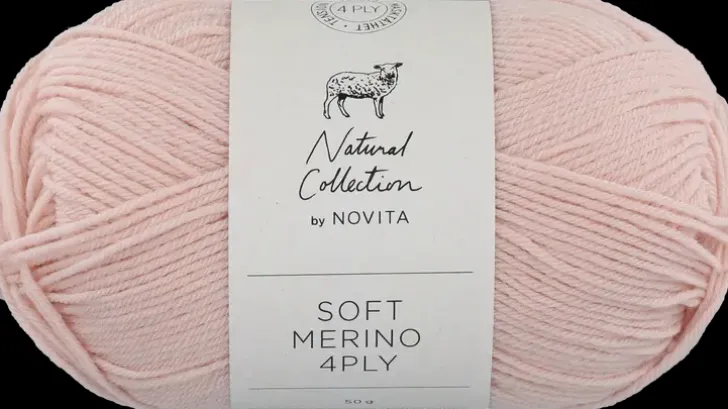 4 PLY
Natural
Collection
by NOVITA
SOFT
MERINO
4PLY
50 g